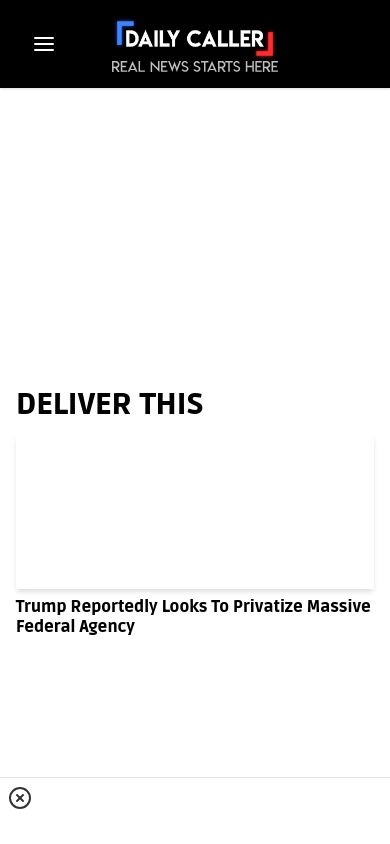 DAILY CALLER
REAL NEWS STARTS HERE
DELIVER THIS
Trump Reportedly Looks To Privatize Massive
Federal Agency